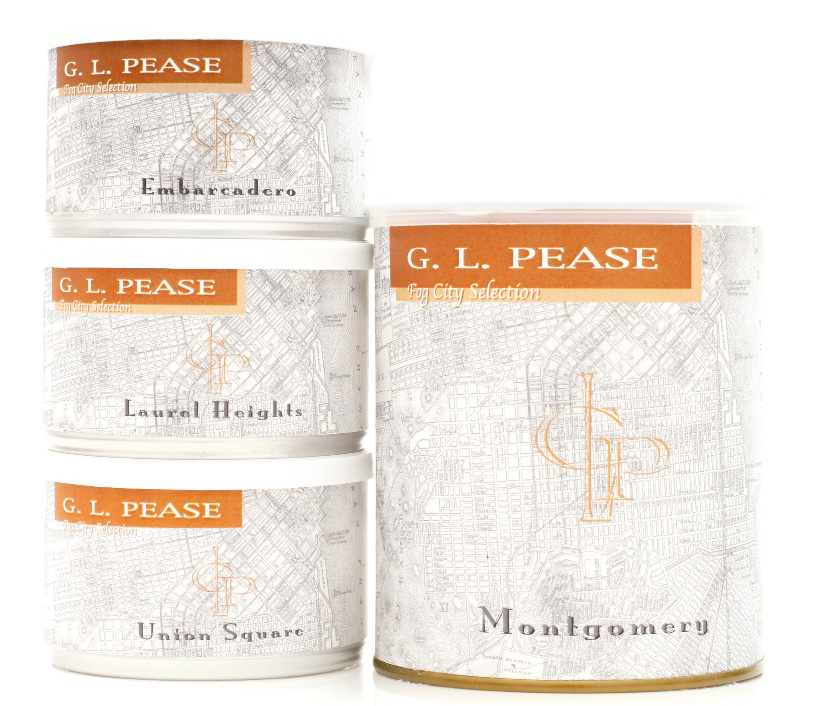 G. L. PEASE
Fog City Selection
Embarcadero
G. L. PEASE
Fog City Selection
Laurel Heights
G. L. PEASE
Fog City Selection
Union Square
G. L. PEASE
Fog City Selection
GLP
Montgomery